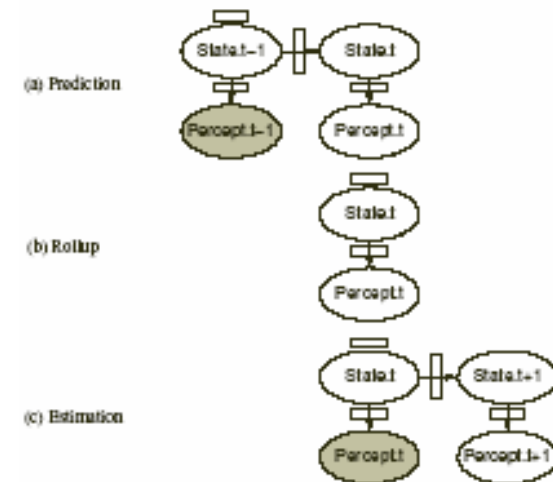 State.t−1 State.t
(a) Prediction
Percept.t−1 Percept.t
State.t
(b) Rollup
Percept.t
State.t State.t+1
(c) Estimation
Percept.t Percept.t+1